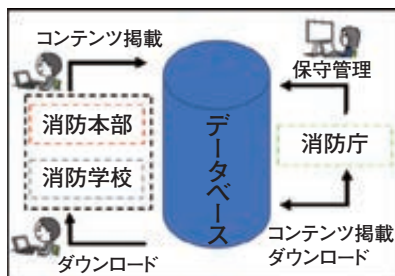 コンテンツ掲載
保守管理
消防本部
消防学校
データベース
消防庁
ダウンロード
コンテンツ掲載
ダウンロード